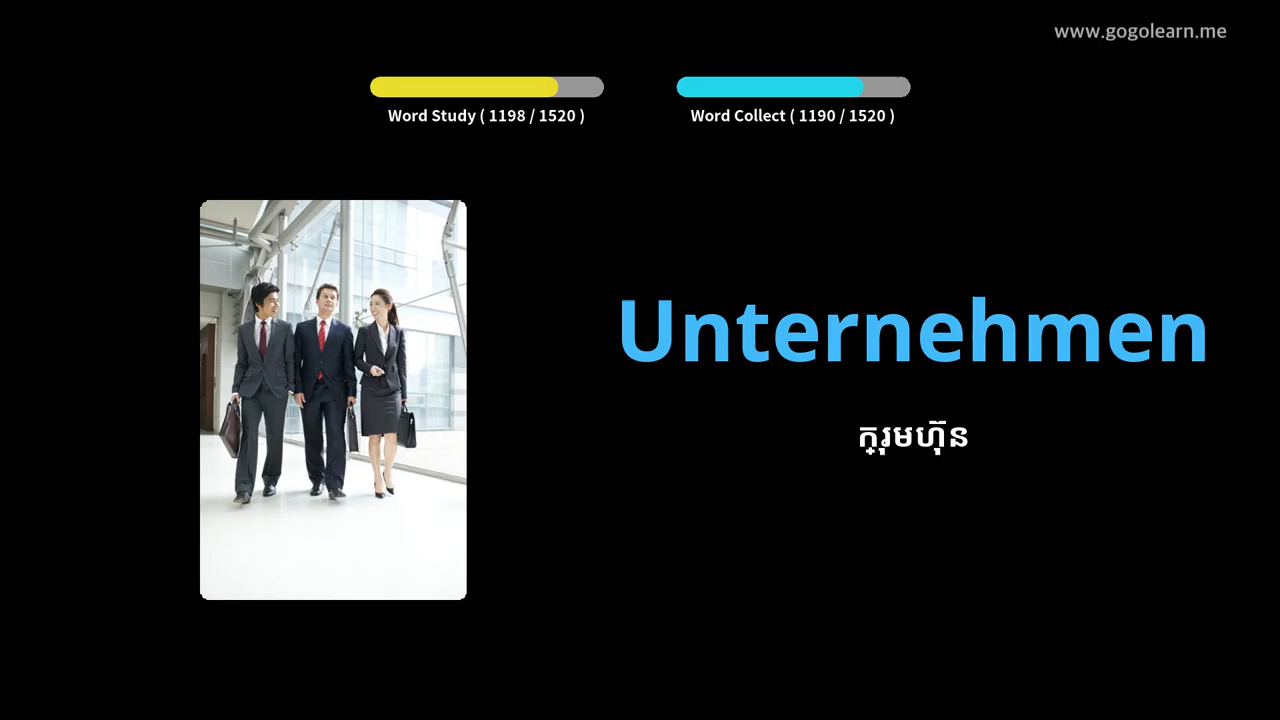 www.gogolearn.me
Word Study ( 1198 / 1520 )
Word Collect ( 1190 / 1520 )
Unternehmen
ក្រុមហ៊ុន